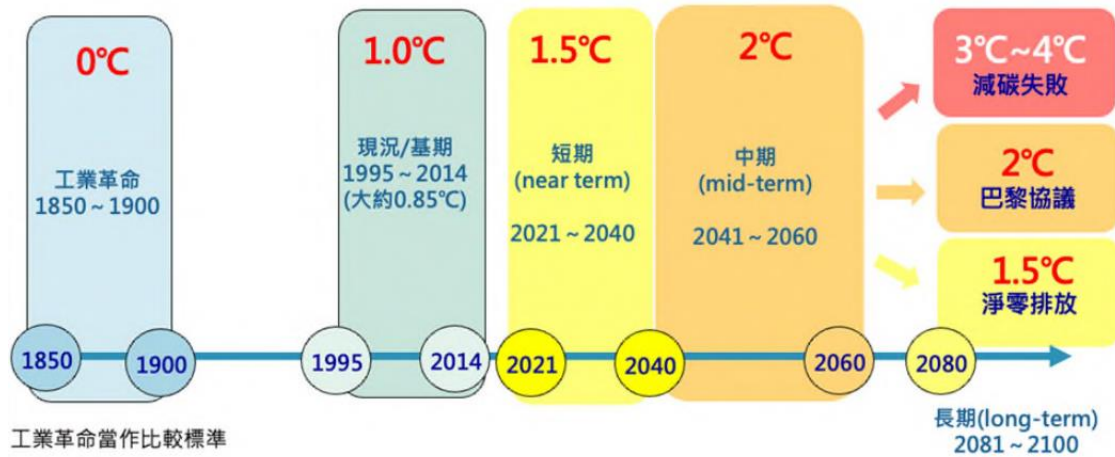 0℃
工業革命
1850～1900
1.0℃
現況/基期
1995～2014
(大約0.85℃)
1.5℃
短期
(near term)
2021～2040
2℃
中期
(mid-term)
2041～2060
3℃~4℃
減碳失敗
2℃
巴黎協議
1.5℃
淨零排放
1850
1900
1995
2014
2021
2040
2060
2080
工業革命當作比較標準
長期(long-term)
2081～2100